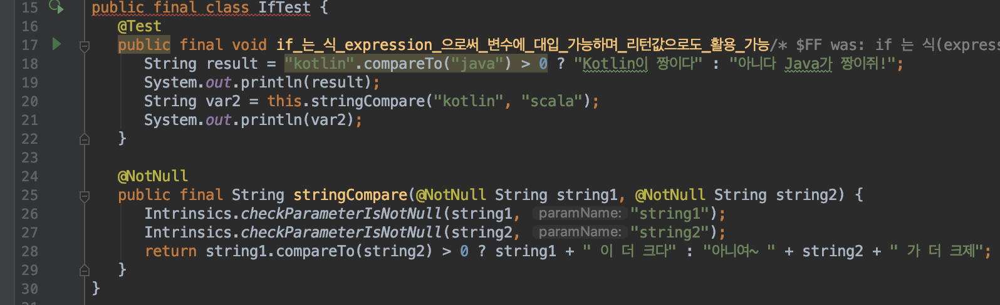 15 public final class IfTest {
16 @Test
17 public final void if_는_식_expression_으로써_변수에_대입_가능하며_리턴값으로도_활용_가능/* $FF was: if 는 식(express
18 String result = "kotlin".compareTo("java") > 0 ? "Kotlin이 짱이다" : "아니다 Java가 짱이쥐!";
19 System.out.println(result);
20 String var2 = this.stringCompare("kotlin", "scala");
21 System.out.println(var2);
22 }
23
24 @NotNull
25 public final String stringCompare(@NotNull String string1, @NotNull String string2) {
26 Intrinsics.checkParameterIsNotNull(string1, paramName: "string1");
27 Intrinsics.checkParameterIsNotNull(string2, paramName: "string2");
28 return string1.compareTo(string2) > 0 ? string1 + " 이 더 크다" : "아니여~ " + string2 + " 가 더 크제";
29 }
30 }